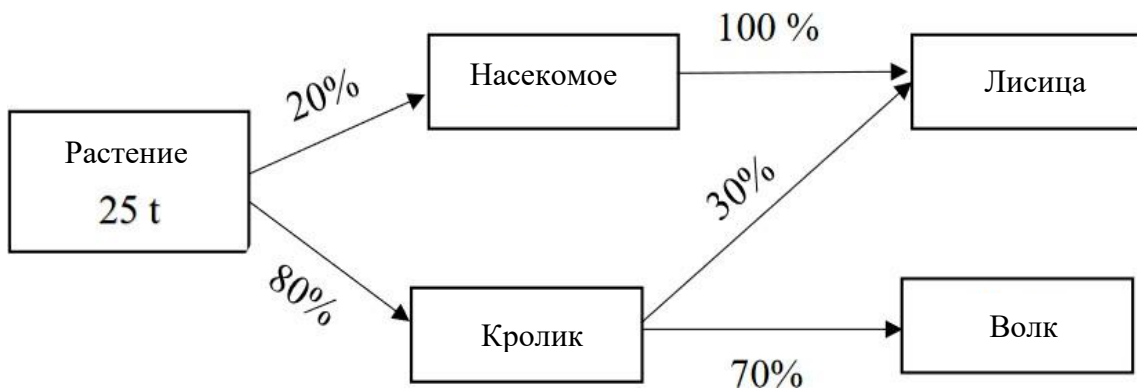 100 %
Насекомое
Лисица
20%
Растение
25 t
30%
80%
Кролик
Волк
70%